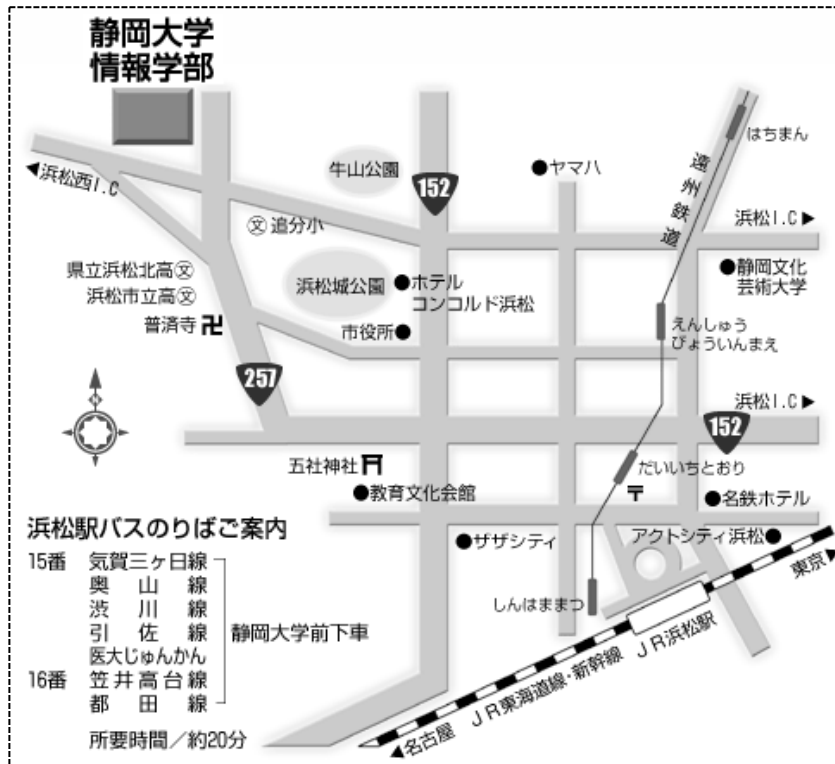 静岡大学
情報学部
はちまん
牛山公園
ヤマハ
遠州鉄道
152
◀浜松西I.C
浜松I.C▶
文 追分小
静岡文化
芸術大学
県立浜松北高文
浜松城公園
ホテル
コンコルド浜松
浜松市立高文
普済寺卍
市役所
えんしゅう
びょういんまえ
257
浜松I.C▶
152
五社神社
だいいちとおり
〒
教育文化会館
名鉄ホテル
浜松駅バスのりばご案内
ザザシティ
アクトシティ浜松
15番 気賀三ヶ日線
奥山線
渋川線
引佐線
医大じゅんかん
16番 笠井高台線
都田線
静岡大学前下車
所要時間/約20分
しんはままつ
東京▶
JR浜松駅
JR東海道線・新幹線
◀名古屋